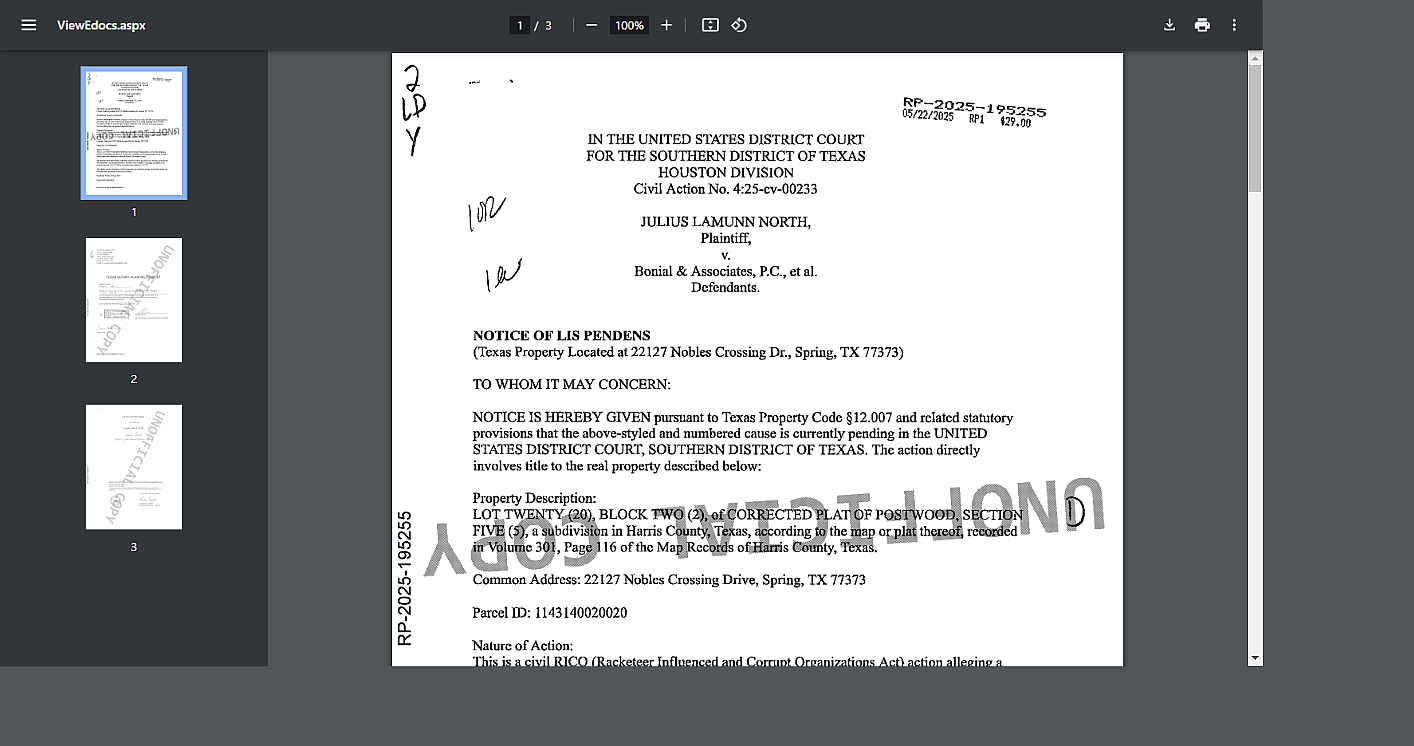 ViewEdocs.aspx
1 / 3
100%
1
2
3
2
LD
Y
RP-2025-195255
05/22/2025 RP1 $29.00
IN THE UNITED STATES DISTRICT COURT
FOR THE SOUTHERN DISTRICT OF TEXAS
HOUSTON DIVISION
Civil Action No. 4:25-cv-00233
JULIUS LAMUNN NORTH,
Plaintiff,
v.
Bonial & Associates, P.C., et al.
Defendants.
NOTICE OF LIS PENDENS
(Texas Property Located at 22127 Nobles Crossing Dr., Spring, TX 77373)
TO WHOM IT MAY CONCERN:
NOTICE IS HEREBY GIVEN pursuant to Texas Property Code §12.007 and related statutory
provisions that the above-styled and numbered cause is currently pending in the UNITED
STATES DISTRICT COURT, SOUTHERN DISTRICT OF TEXAS. The action directly
involves title to the real property described below:
Property Description:
LOT TWENTY (20), BLOCK TWO (2), of CORRECTED PLAT OF POSTWOOD, SECTION
FIVE (5), a subdivision in Harris County, Texas, according to the map or plat thereof, recorded
in Volume 301, Page 116 of the Map Records of Harris County, Texas.
Common Address: 22127 Nobles Crossing Drive, Spring, TX 77373
Parcel ID: 1143140020020
Nature of Action:
This is a civil RICO (Racketeer Influenced and Corrupt Organizations Act) action alleging a
RP-2025-195255
UNOFFICIAL COPY